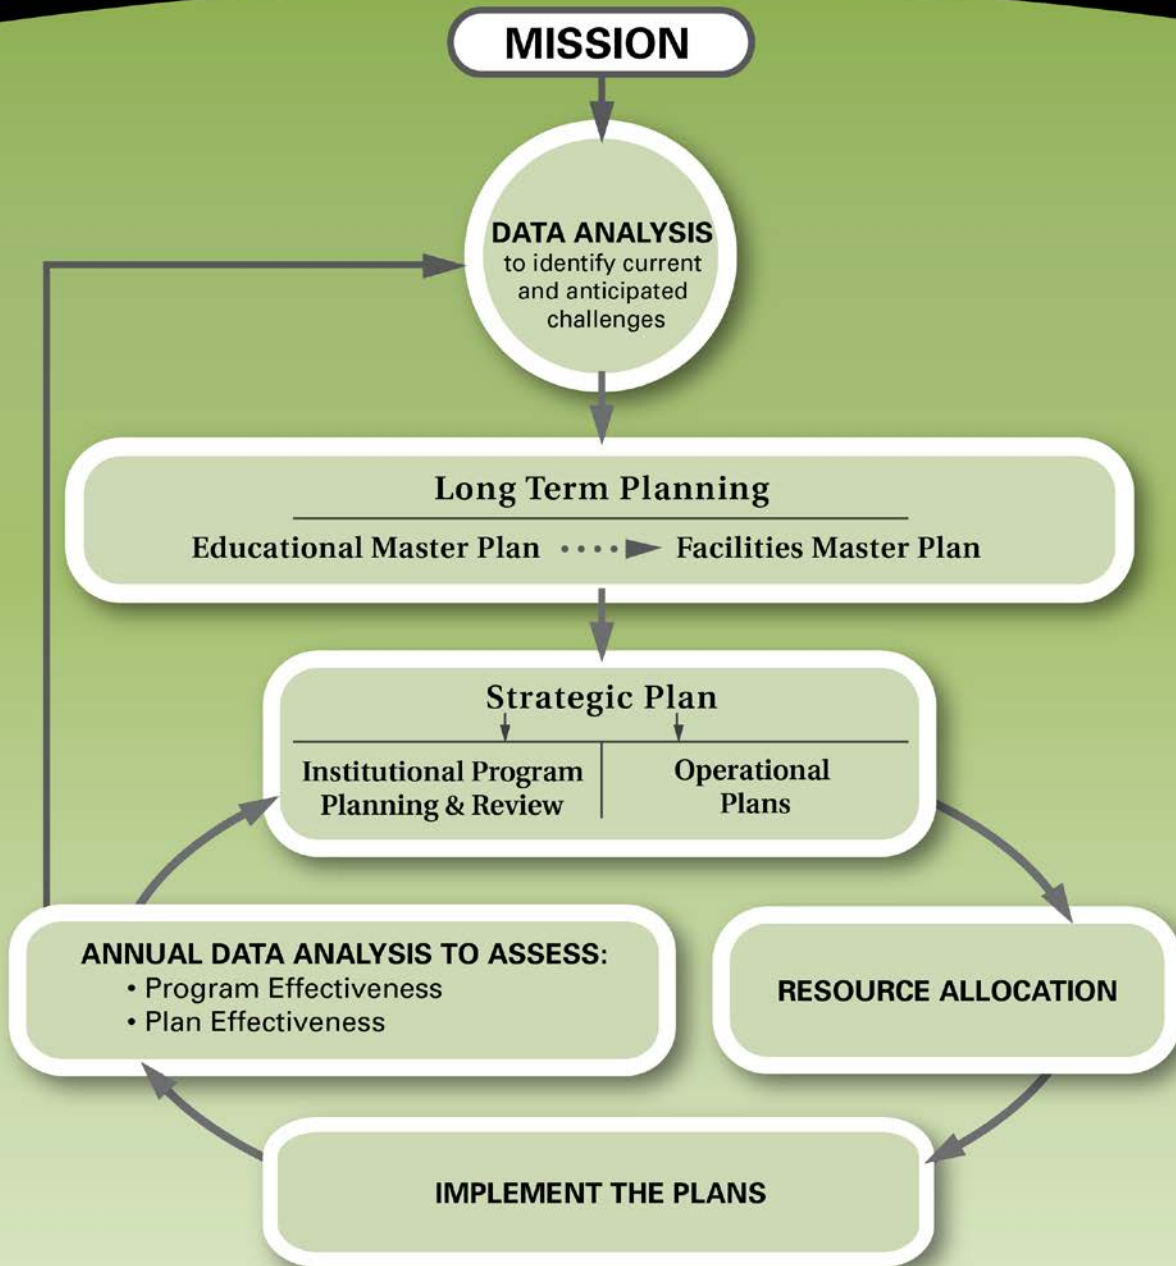 MISSION
DATA ANALYSIS
to identify current
and anticipated
challenges
Long Term Planning
Educational Master Plan
Facilities Master Plan
Strategic Plan
Institutional Program
Planning & Review
Operational
Plans
ANNUAL DATA ANALYSIS TO ASSESS:
• Program Effectiveness
• Plan Effectiveness
RESOURCE ALLOCATION
IMPLEMENT THE PLANS